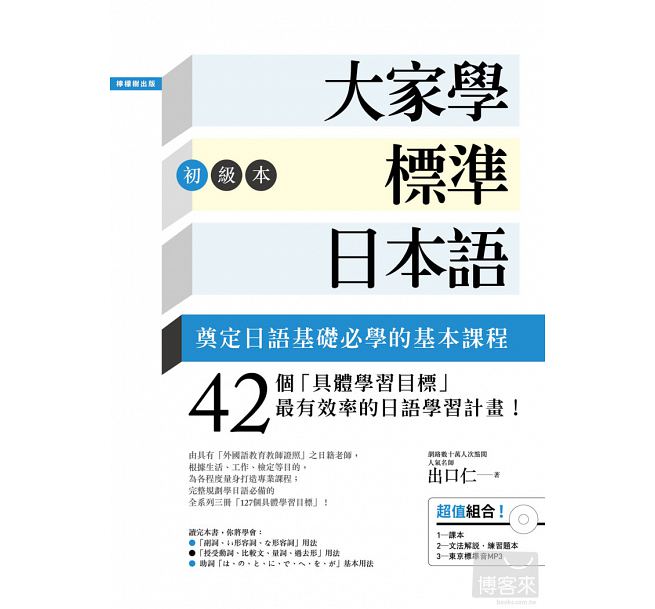 檸檬樹出版
大家學
初級本
標準
日本語
奠定日語基礎必學的基本課程
42個「具體學習目標」
最有效率的日語學習計畫！
由具有「外國語教育教師證照」之日籍老師，
根據生活、工作、檢定等目的，
為各程度量身打造專業課程；
完整規劃學日語必備的
全系列三冊「127個具體學習目標」！
網路數十萬人次點閱
人氣名師
出口仁─著
讀完本書，你將學會：
●「副詞、い形容詞、な形容詞」用法
●「授受動詞、比較文、量詞、過去形」用法
● 助詞「は、の、と、に、で、へ、を、が」基本用法
超值組合！
1─課本
2─文法解說・練習題本
3─東京標準音MP3
博客來
books.com.tw